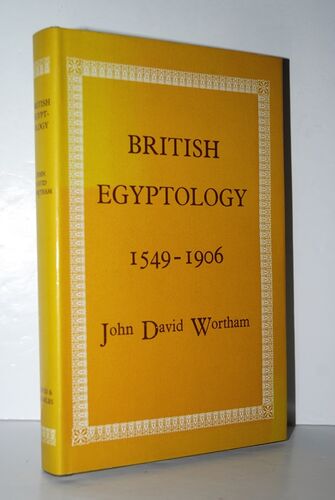 BRITISH
EGYPTOLOGY
1549-1906
John David Wortham
BRITISH
EGYPT-
OLOGY
JOHN
DAVID
WORTHAM